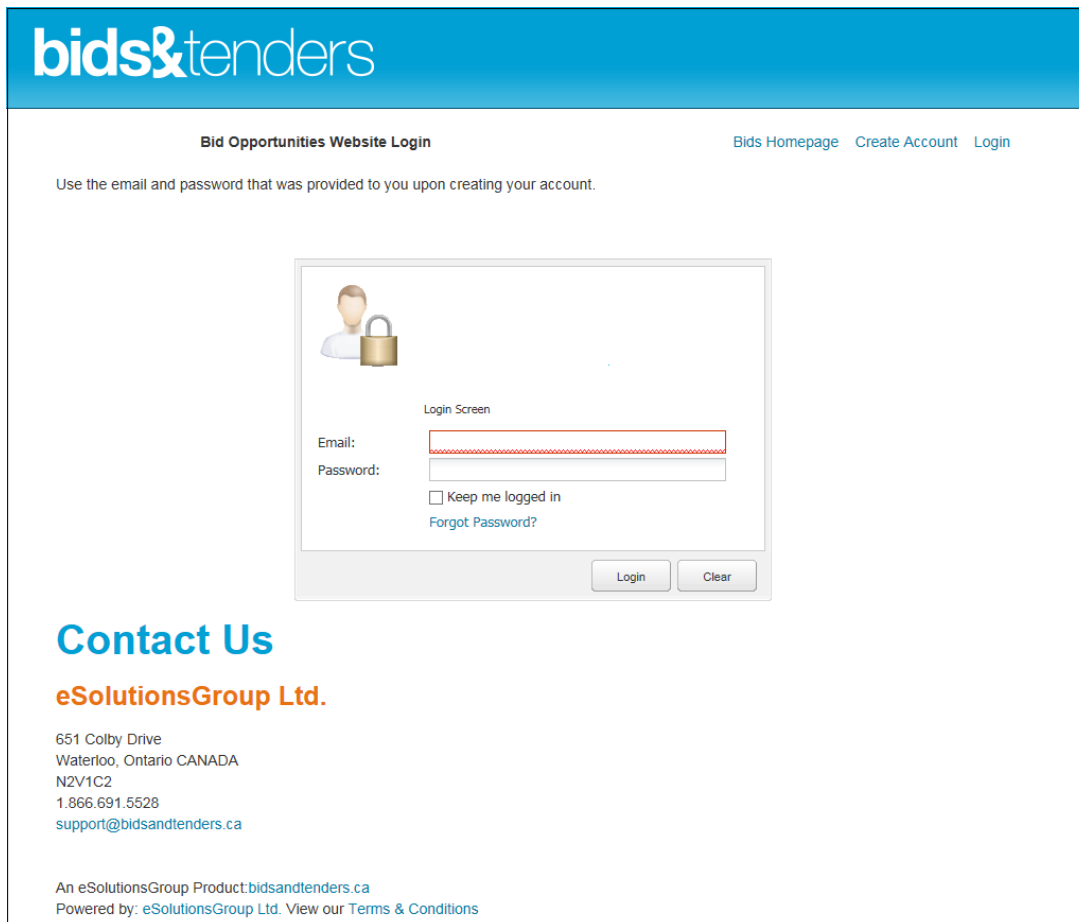 bids&tenders
Bid Opportunities Website Login
Bids Homepage Create Account Login
Use the email and password that was provided to you upon creating your account.
Login Screen
Email:
Password:
Keep me logged in
Forgot Password?
Login Clear
Contact Us
eSolutionsGroup Ltd.
651 Colby Drive
Waterloo, Ontario CANADA
N2V1C2
1.866.691.5528
support@bidsandtenders.ca
An eSolutionsGroup Product:bidsandtenders.ca
Powered by: eSolutionsGroup Ltd. View our Terms & Conditions